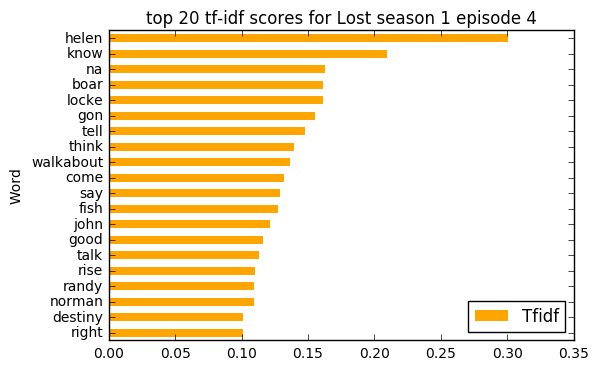 top 20 tf-idf scores for Lost season 1 episode 4
Word
helen
know
na
boar
locke
gon
tell
think
walkabout
come
say
fish
john
good
talk
rise
randy
norman
destiny
right
Tfidf
0.00 0.05 0.10 0.15 0.20 0.25 0.30 0.35